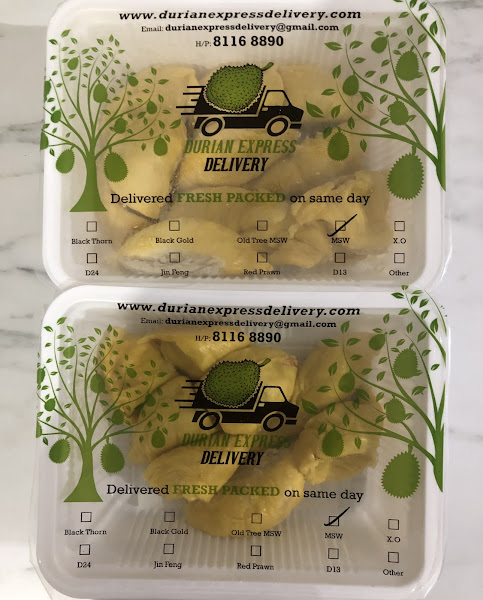 www.durianexpressdelivery.com
Email: durianexpressdelivery@gmail.com
H/P: 8116 8890
DURIAN EXPRESS
DELIVERY
Delivered FRESH PACKED on same day
Black Thorn Black Gold Old Tree MSW MSW X.O
D24 Jin Feng Red Prawn D13 Other
www.durianexpressdelivery.com
Email: durianexpressdelivery@gmail.com
H/P: 8116 8890
DURIAN EXPRESS
DELIVERY
Delivered FRESH PACKED on same day
Black Thorn Black Gold Old Tree MSW MSW X.O
D24 Jin Feng Red Prawn D13 Other